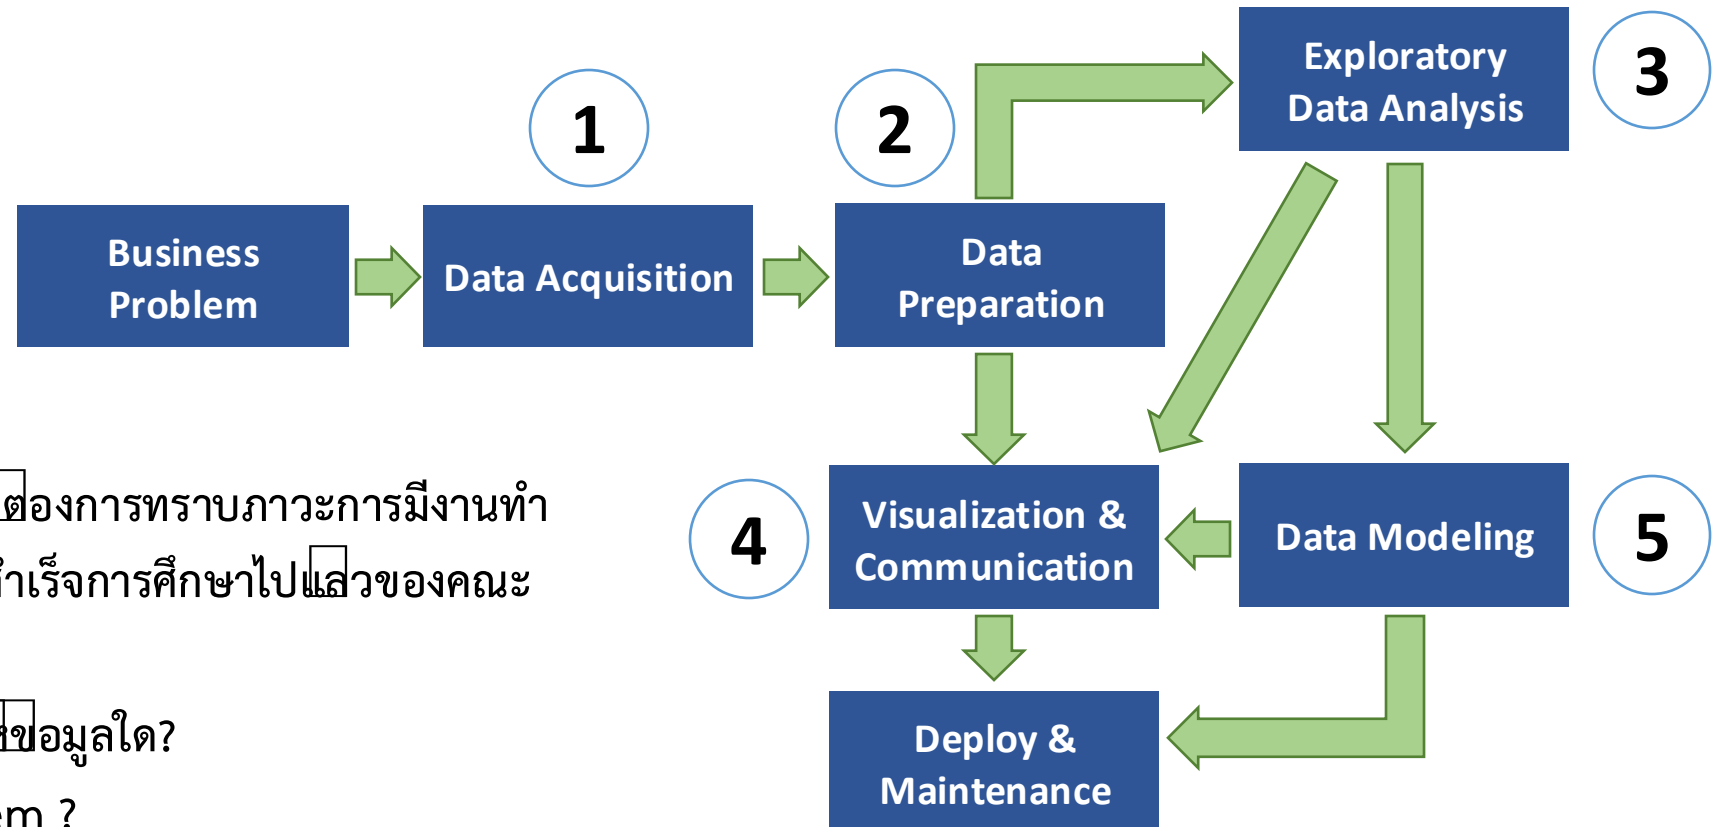 Exploratory
Data Analysis
3
1
2
Business
Problem
Data Acquisition
Data
Preparation
ตองการทราบภาวะการมีงานทำ
สำเร็จการศึกษาไปแลวของคณะ
4
Visualization &
Communication
Data Modeling
5
ขอมูลใด?
Deploy &
Maintenance
em ?